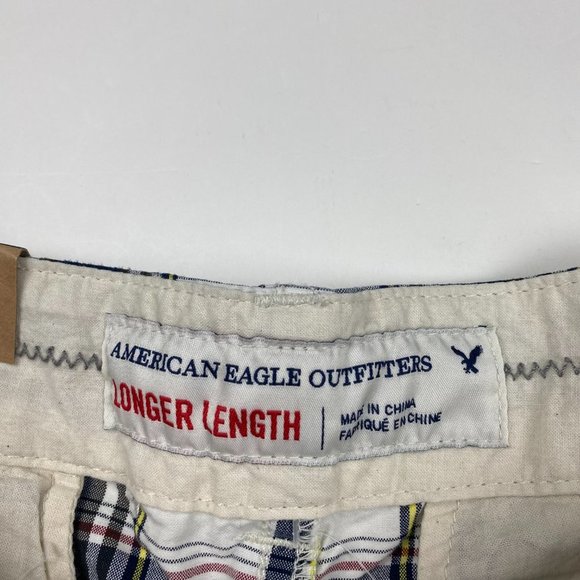 AMERICAN EAGLE OUTFITTERS
LONGER LENGTH
MADE IN CHINA
FABRIQUÉ EN CHINE